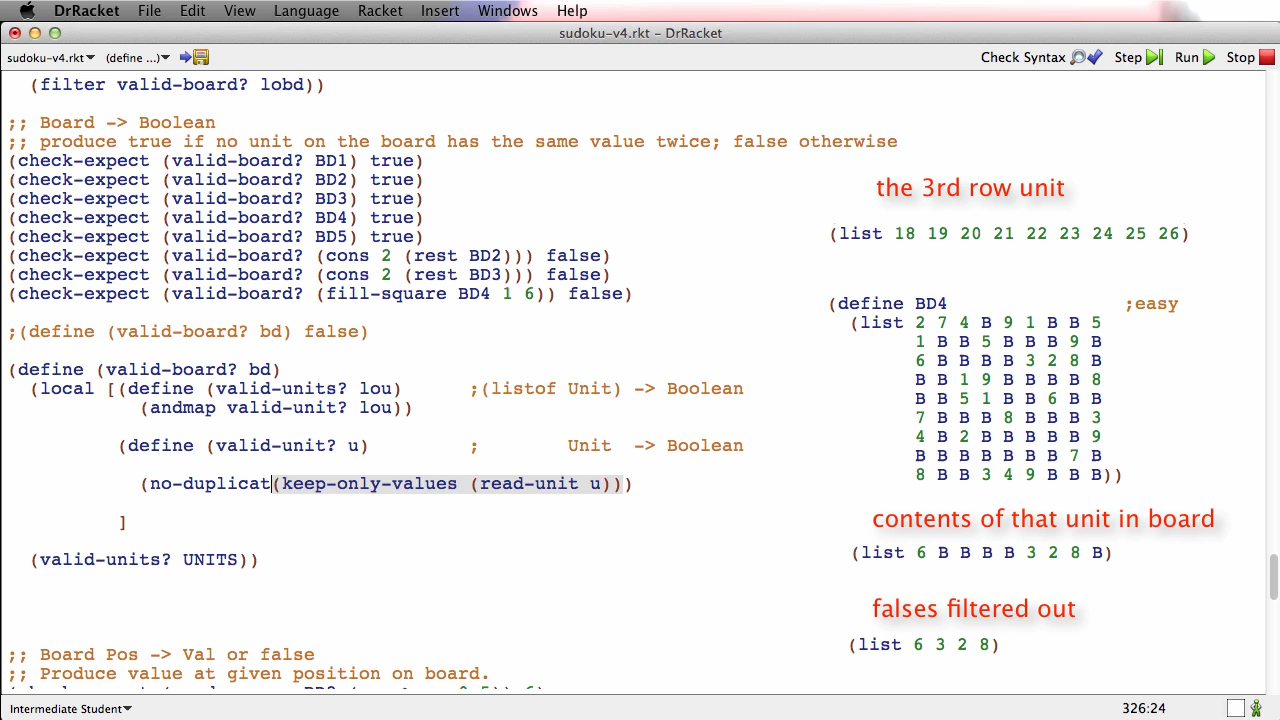 DrRacket File Edit View Language Racket Insert Windows Help
sudoku-v4.rkt - DrRacket
sudoku-v4.rkt (define ...) Check Syntax Step Run Stop
(filter valid-board? lobd))
;; Board -> Boolean
;; produce true if no unit on the board has the same value twice; false otherwise
(check-expect (valid-board? BD1) true)
(check-expect (valid-board? BD2) true)
(check-expect (valid-board? BD3) true)
(check-expect (valid-board? BD4) true)
(check-expect (valid-board? BD5) true)
(check-expect (valid-board? (cons 2 (rest BD2))) false)
(check-expect (valid-board? (cons 2 (rest BD3))) false)
(check-expect (valid-board? (fill-square BD4 1 6)) false)
;(define (valid-board? bd) false)
(define (valid-board? bd)
(local [(define (valid-units? lou) ;(listof Unit) -> Boolean
(andmap valid-unit? lou))
(define (valid-unit? u) ; Unit -> Boolean
(no-duplicat(keep-only-values (read-unit u)))
]
(valid-units? UNITS))
;; Board Pos -> Val or false
;; Produce value at given position on board.
the 3rd row unit
(list 18 19 20 21 22 23 24 25 26)
(define BD4 ;easy
(list 2 7 4 B 9 1 B B 5
1 B B 5 B B B 9 B
6 B B B B 3 2 8 B
B B 1 9 B B B B 8
B B 5 1 B B 6 B B
7 B B B 8 B B B 3
4 B 2 B B B B B 9
B B B B B B B 7 B
8 B B 3 4 9 B B B))
contents of that unit in board
(list 6 B B B B 3 2 8 B)
falses filtered out
(list 6 3 2 8)
Intermediate Student 326:24